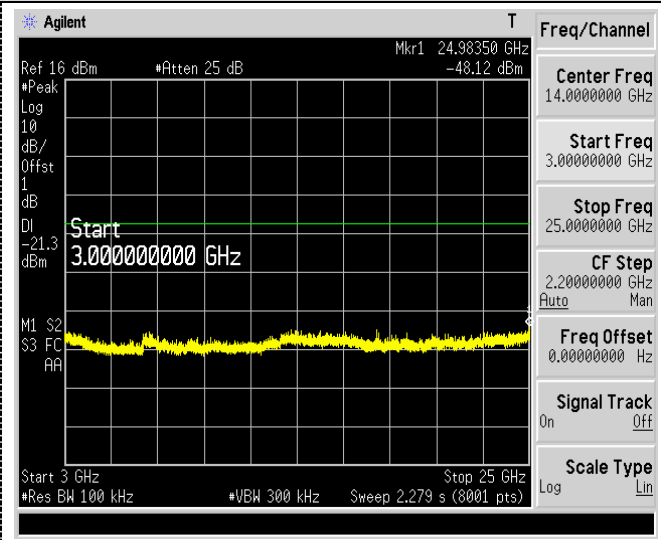 Agilent
T
Mkr1 24.98350 GHz
Ref 16 dBm #Atten 25 dB -48.12 dBm
#Peak
Log
10
dB/
Offst
1
dB
DI
-21.3
dBm
Start
3.000000000 GHz
M1 S2
S3 FC
AA
Start 3 GHz Stop 25 GHz
#Res BW 100 kHz #VBW 300 kHz Sweep 2.279 s (8001 pts)
Freq/Channel
Center Freq
14.0000000 GHz
Start Freq
3.00000000 GHz
Stop Freq
25.0000000 GHz
CF Step
2.20000000 GHz
Auto Man
Freq Offset
0.00000000 Hz
Signal Track
On Off
Scale Type
Log Lin